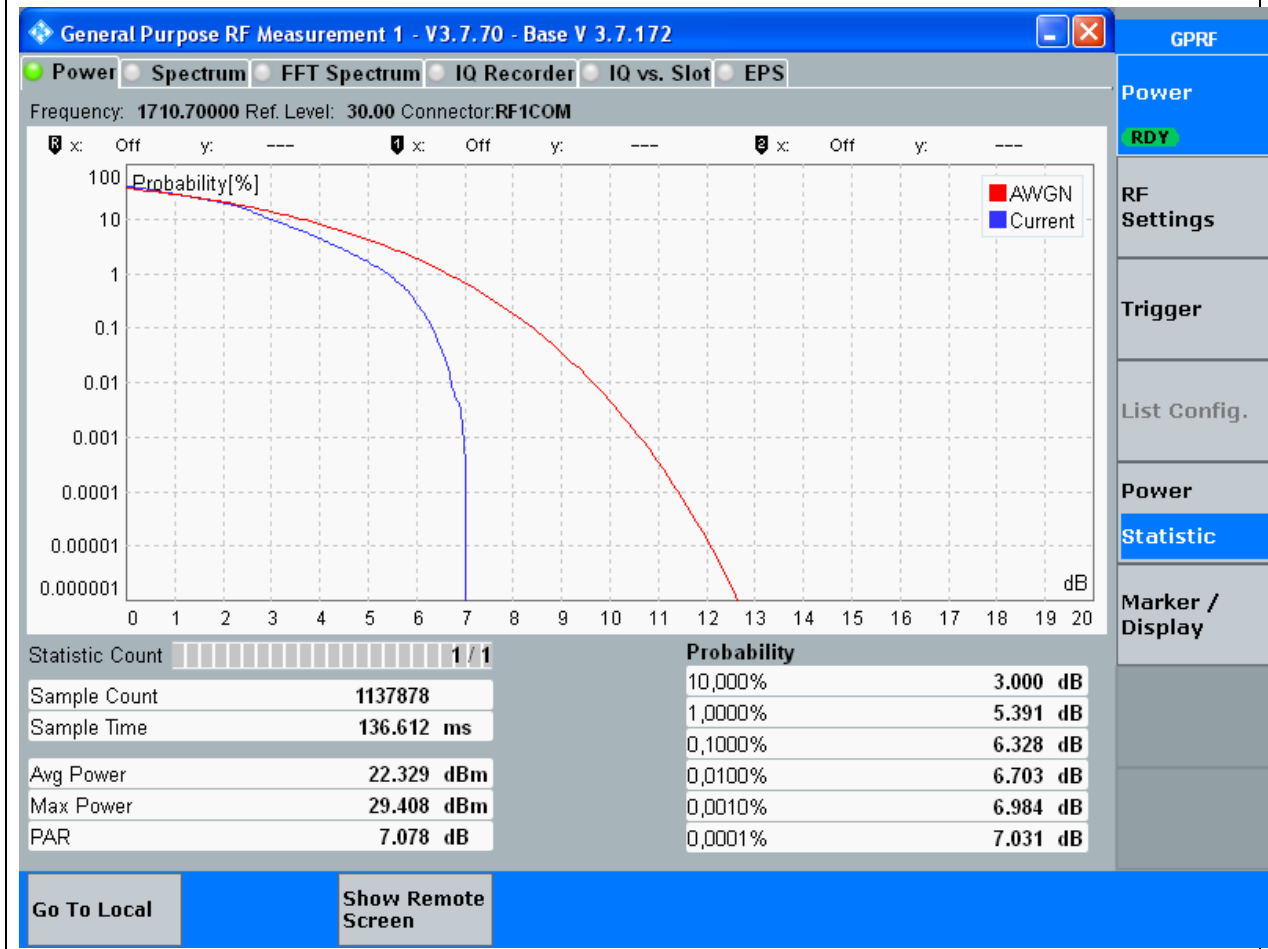 General Purpose RF Measurement 1 - V3.7.70 - Base V 3.7.172
GPRF
Power Spectrum FFT Spectrum IQ Recorder IQ vs. Slot EPS
Frequency: 1710.70000 Ref. Level: 30.00 Connector:RF1COM
R x: Off y: --- 1 x: Off y: --- 2 x: Off y: ---
Probability[%]
AWGN
Current
100
10
1
0.1
0.01
0.001
0.0001
0.00001
0.000001
dB
0 1 2 3 4 5 6 7 8 9 10 11 12 13 14 15 16 17 18 19 20
Statistic Count 1 / 1
Sample Count 1137878
Sample Time 136.612 ms
Avg Power 22.329 dBm
Max Power 29.408 dBm
PAR 7.078 dB
Probability
10,000% 3.000 dB
1,0000% 5.391 dB
0,1000% 6.328 dB
0,0100% 6.703 dB
0,0010% 6.984 dB
0,0001% 7.031 dB
Power
RDY
RF
Settings
Trigger
List Config.
Power
Statistic
Marker /
Display
Go To Local
Show Remote
Screen